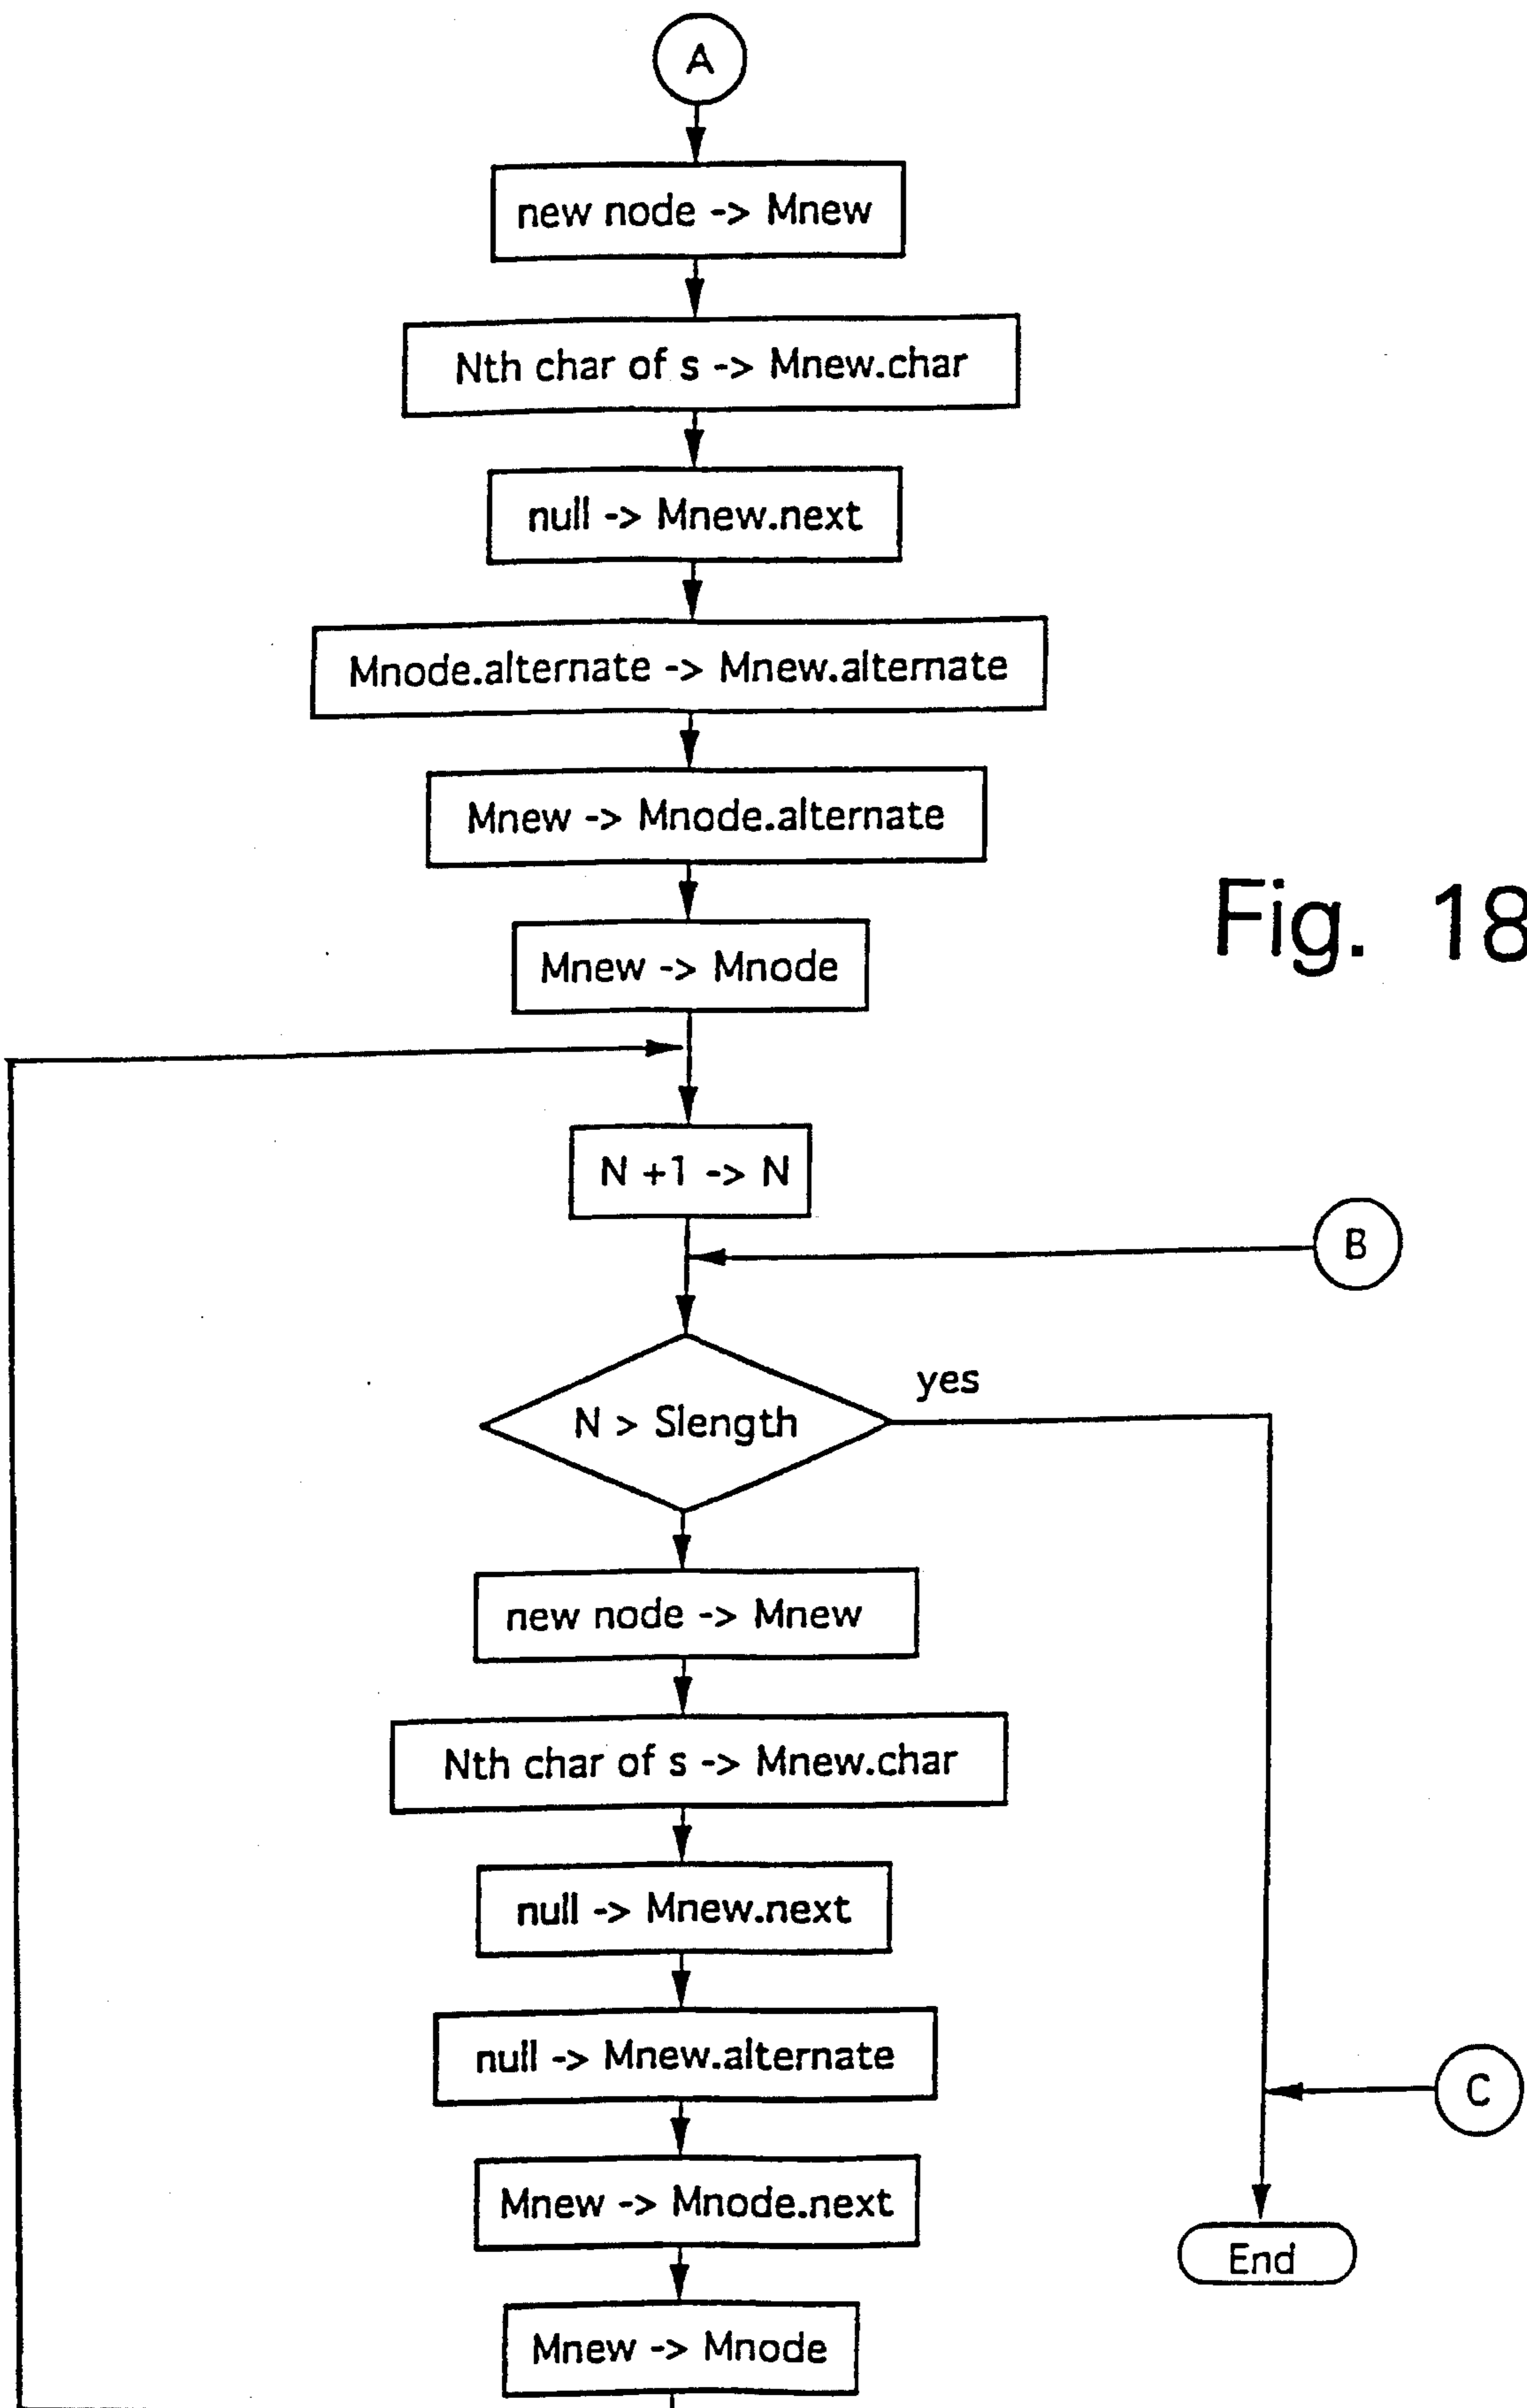 A
new node -> Mnew
Nth char of s -> Mnew.char
null -> Mnew.next
Mnode.alternate -> Mnew.alternate
Mnew -> Mnode.alternate
Fig. 18
Mnew -> Mnode
N +1 -> N
B
yes
N > Slength
new node -> Mnew
Nth char of s -> Mnew.char
null -> Mnew.next
null -> Mnew.alternate
C
Mnew -> Mnode.next
End
Mnew -> Mnode